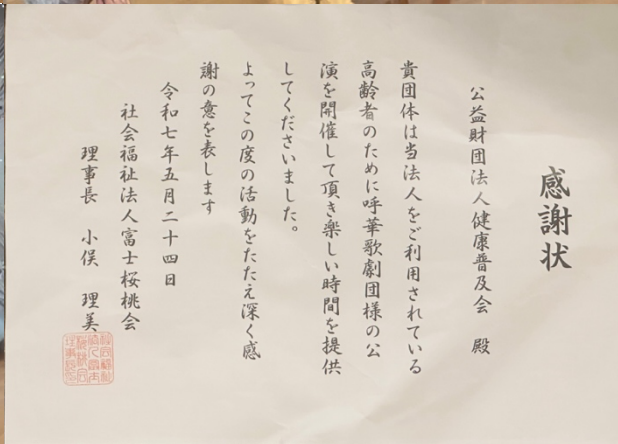 感謝状
公益財団法人健康普及会 殿
貴団体は当法人をご利用されている
高齢者のために呼華歌劇団様の公
演を開催して頂き楽しい時間を提供
してくださいました。
よってこの度の活動をたたえ深く感
謝の意を表します
令和七年五月二十四日
社会福祉法人富士桜桃会
理事長 小俣 理美